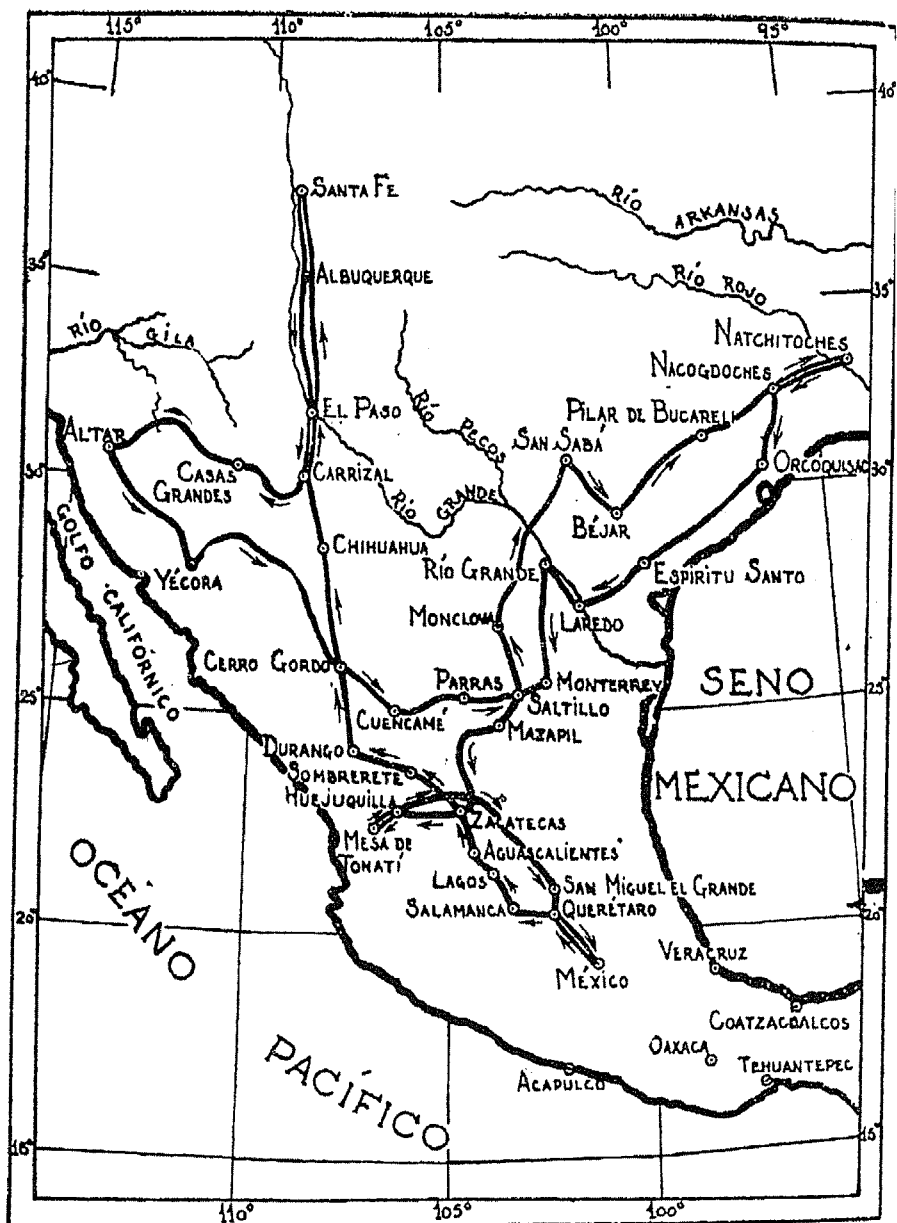 115° 110° 105° 100° 95°
40° 40°
SANTA FE
RÍO ARKANSAS
ALBUQUERQUE
35° 35°
RÍO ROJO
RÍO GILA
NATCHITOCHES
NACOGDOCHES
EL PASO
RÍO PECOS
PILAR DE BUCARELI
ALTAR
SAN SABÁ
ORCOQUISAC
30° 30°
CASAS GRANDES
CARRIZAL
RÍO GRANDE
BÉJAR
CHIHUAHUA
RÍO GRANDE
ESPIRITU SANTO
GOLFO CALIFÓRNICO
YÉCORA
MONCLOVA
LAREDO
CERRO GORDO
PARRAS
MONTERREY
25° 25°
SENO MEXICANO
CUENCAMÉ
SALTILLO
MAZAPIL
DURANGO
SOMBRERETE
HUEJUQUILLA
ZACATECAS
MESA DE TONATÍ
AGUASCALIENTES
OCÉANO PACÍFICO
LAGOS
SAN MIGUEL EL GRANDE
SALAMANCA
QUERÉTARO
20° 20°
MÉXICO
VERACRUZ
COATZACOALCOS
OAXACA
TEHUANTEPEC
ACAPULCO
15° 15°
110° 105° 100°